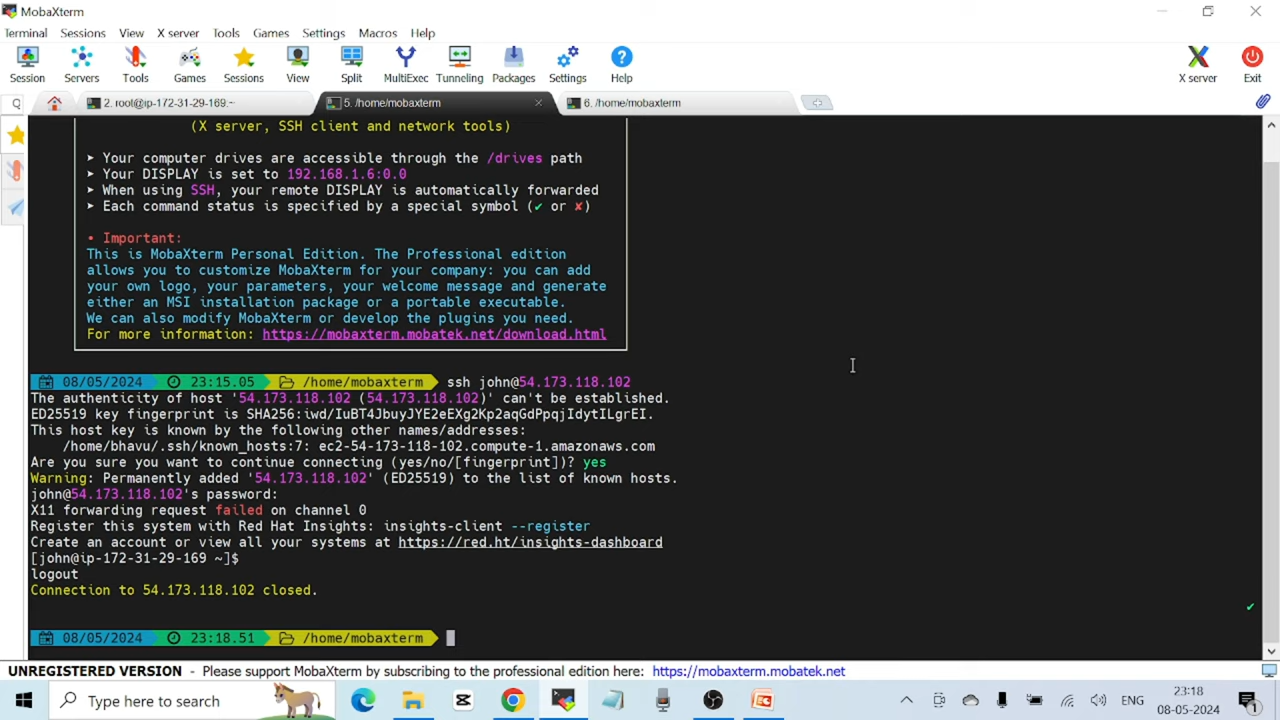 MobaXterm
Terminal Sessions View X server Tools Games Settings Macros Help
Session Servers Tools Games Sessions View Split MultiExec Tunneling Packages Settings Help X server Exit
2. root@ip-172-31-29-169:~ 5. /home/mobaxterm 6. /home/mobaxterm
(X server, SSH client and network tools)
➤ Your computer drives are accessible through the /drives path
➤ Your DISPLAY is set to 192.168.1.6:0.0
➤ When using SSH, your remote DISPLAY is automatically forwarded
➤ Each command status is specified by a special symbol (✔ or ✘)
• Important:
This is MobaXterm Personal Edition. The Professional edition
allows you to customize MobaXterm for your company: you can add
your own logo, your parameters, your welcome message and generate
either an MSI installation package or a portable executable.
We can also modify MobaXterm or develop the plugins you need.
For more information: https://mobaxterm.mobatek.net/download.html
08/05/2024 23:15.05 /home/mobaxterm ssh john@54.173.118.102
The authenticity of host '54.173.118.102 (54.173.118.102)' can't be established.
ED25519 key fingerprint is SHA256:iwd/IuBT4JbuyJYE2eEXg2Kp2aqGdPpqjIdytILgrEI.
This host key is known by the following other names/addresses:
/home/bhavu/.ssh/known_hosts:7: ec2-54-173-118-102.compute-1.amazonaws.com
Are you sure you want to continue connecting (yes/no/[fingerprint])? yes
Warning: Permanently added '54.173.118.102' (ED25519) to the list of known hosts.
john@54.173.118.102's password:
X11 forwarding request failed on channel 0
Register this system with Red Hat Insights: insights-client --register
Create an account or view all your systems at https://red.ht/insights-dashboard
[john@ip-172-31-29-169 ~]$
logout
Connection to 54.173.118.102 closed.
08/05/2024 23:18.51 /home/mobaxterm
UNREGISTERED VERSION - Please support MobaXterm by subscribing to the professional edition here: https://mobaxterm.mobatek.net
Type here to search ENG 23:18
08-05-2024 1